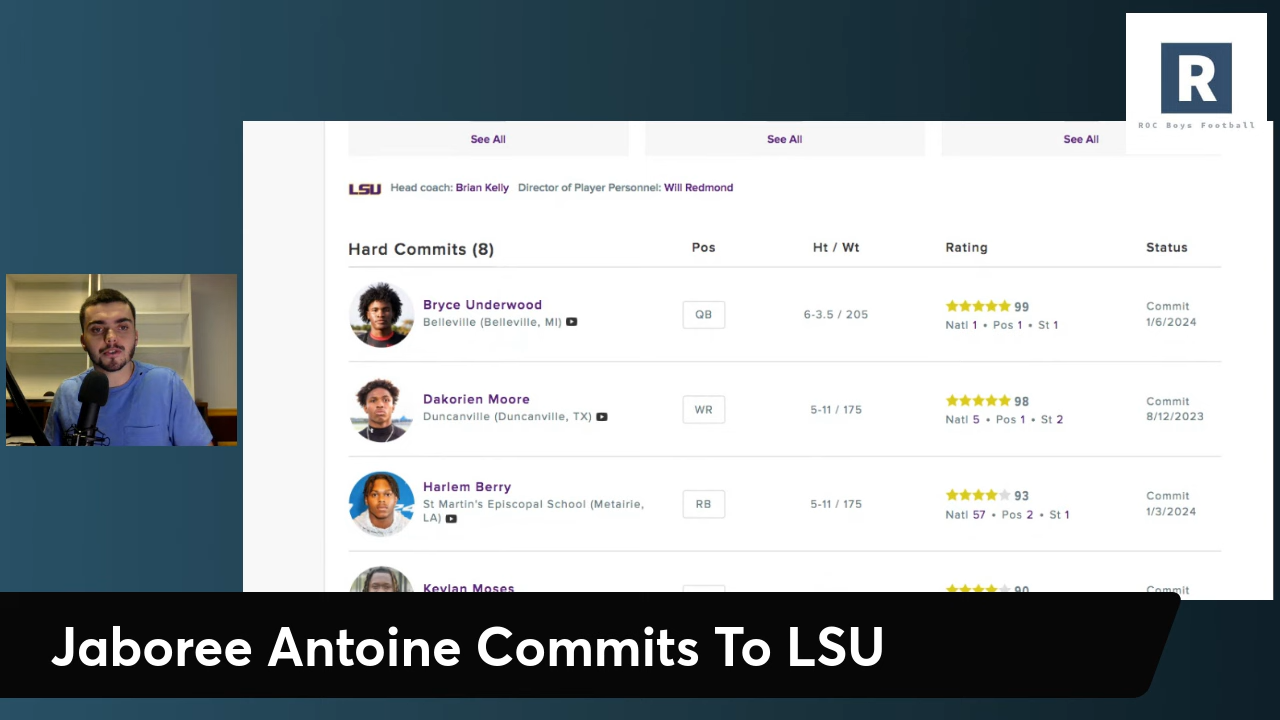 R
ROC Boys Football
See All See All See All
LSU Head coach: Brian Kelly Director of Player Personnel: Will Redmond
Hard Commits (8) Pos Ht / Wt Rating Status
Bryce Underwood
Belleville (Belleville, MI)
QB
6-3.5 / 205
99
Natl 1 • Pos 1 • St 1
Commit
1/6/2024
Dakorien Moore
Duncanville (Duncanville, TX)
WR
5-11 / 175
98
Natl 5 • Pos 1 • St 2
Commit
8/12/2023
Harlem Berry
St Martin's Episcopal School (Metairie,
LA)
RB
5-11 / 175
93
Natl 57 • Pos 2 • St 1
Commit
1/3/2024
Keylan Moses
90
Commit
Jaboree Antoine Commits To LSU